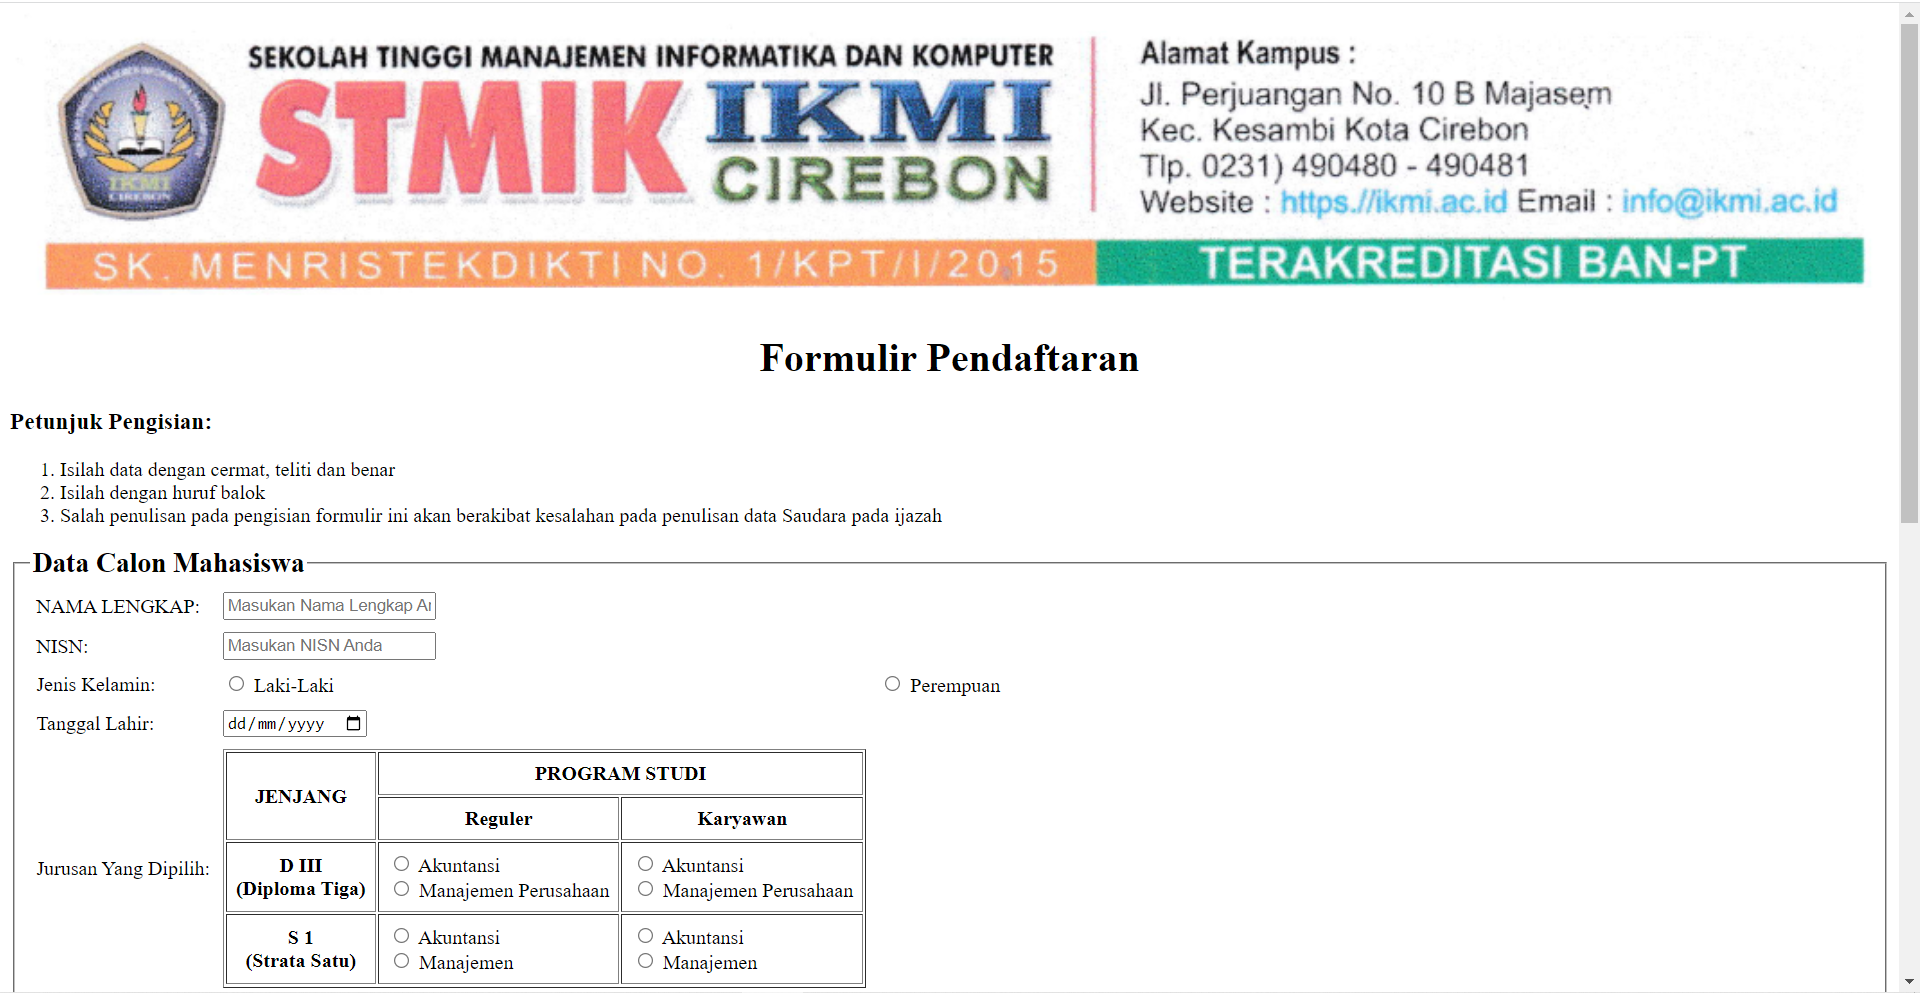 SEKOLAH TINGGI MANAJEMEN INFORMATIKA DAN KOMPUTER
STMIK IKMI
CIREBON
IKMI
CIREBON
Alamat Kampus :
Jl. Perjuangan No. 10 B Majasem
Kec. Kesambi Kota Cirebon
Tlp. 0231) 490480 - 490481
Website : https.//ikmi.ac.id Email : info@ikmi.ac.id
SK. MENRISTEKDIKTI NO. 1/KPT/I/2015
TERAKREDITASI BAN-PT
Formulir Pendaftaran
Petunjuk Pengisian:
1. Isilah data dengan cermat, teliti dan benar
2. Isilah dengan huruf balok
3. Salah penulisan pada pengisian formulir ini akan berakibat kesalahan pada penulisan data Saudara pada ijazah
Data Calon Mahasiswa
NAMA LENGKAP: Masukan Nama Lengkap
NISN: Masukan NISN Anda
Jenis Kelamin: Laki-Laki Perempuan
Tanggal Lahir: dd/mm/yyyy
Jurusan Yang Dipilih:
JENJANG
PROGRAM STUDI
Reguler Karyawan
D III
(Diploma Tiga)
Akuntansi
Manajemen Perusahaan
Akuntansi
Manajemen Perusahaan
S 1
(Strata Satu)
Akuntansi
Manajemen
Akuntansi
Manajemen